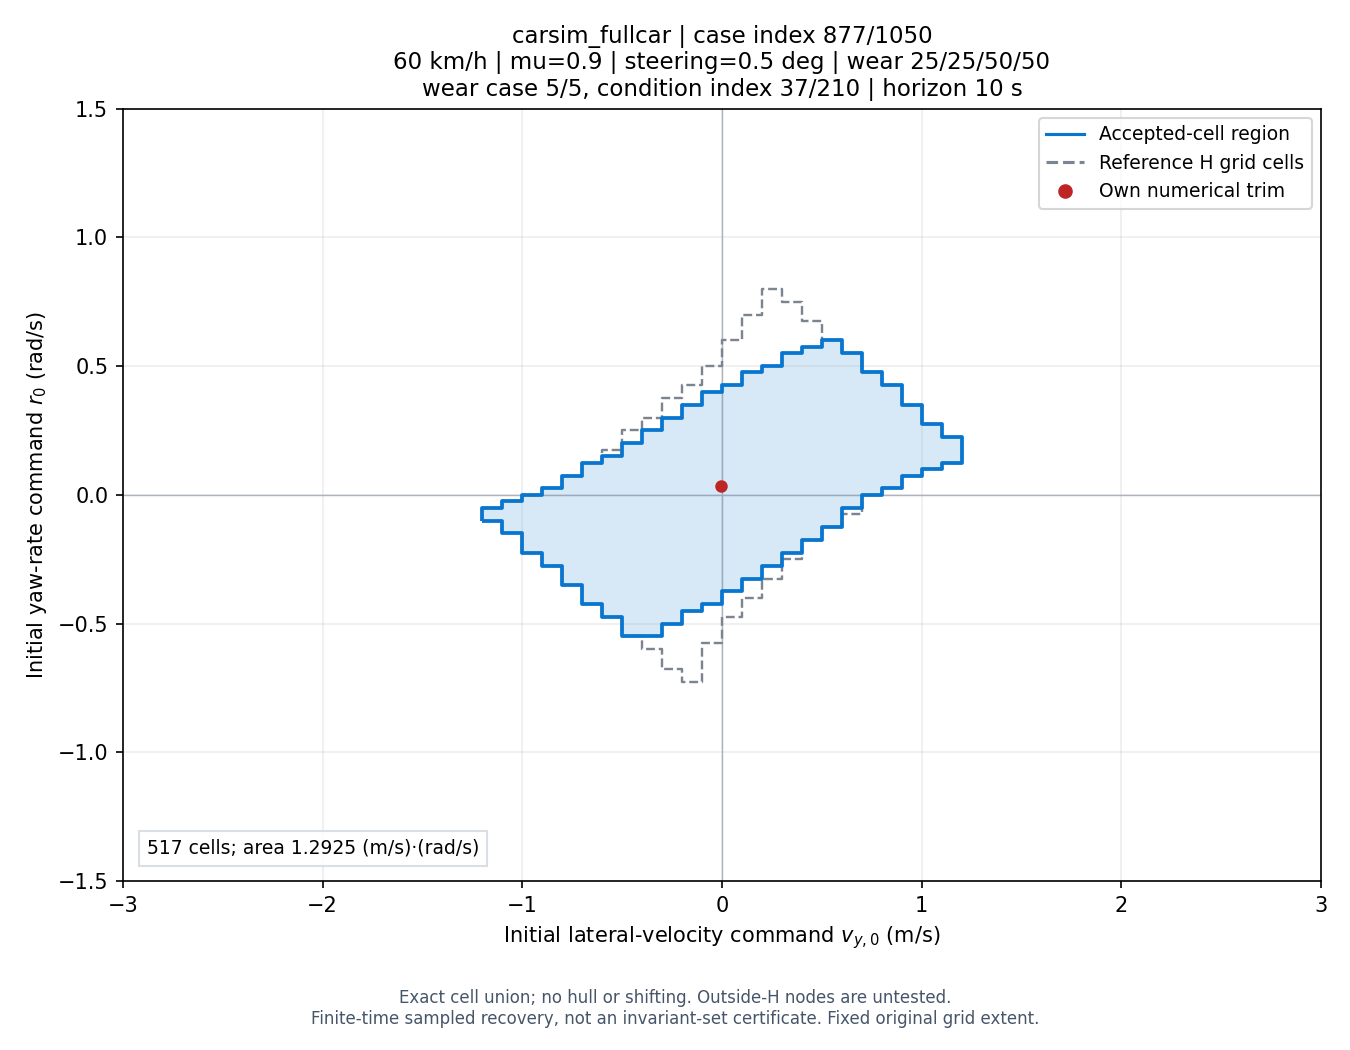 carsim_fullcar | case index 877/1050
60 km/h | mu=0.9 | steering=0.5 deg | wear 25/25/50/50
wear case 5/5, condition index 37/210 | horizon 10 s
Accepted-cell region
Reference H grid cells
Own numerical trim
1.5
1.0
0.5
0.0
−0.5
−1.0
−1.5
Initial yaw-rate command r0 (rad/s)
517 cells; area 1.2925 (m/s)·(rad/s)
−3
−2
−1
0
1
2
3
Initial lateral-velocity command vy,0 (m/s)
Exact cell union; no hull or shifting. Outside-H nodes are untested.
Finite-time sampled recovery, not an invariant-set certificate. Fixed original grid extent.